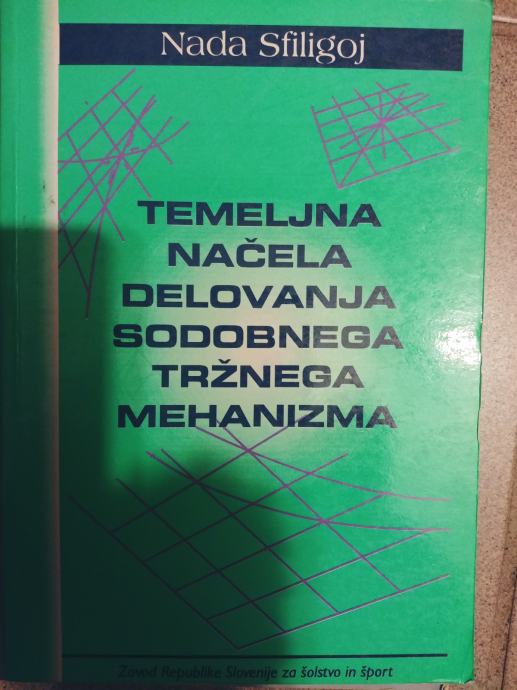 Nada Sfiligoj
TEMELJNA
NAČELA
DELOVANJA
SODOBNEGA
TRŽNEGA
MEHANIZMA
Zavod Republike Slovenije za šolstvo in šport